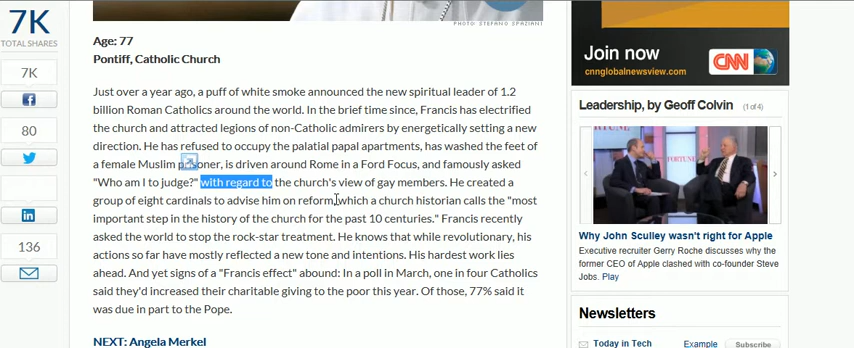 7K
TOTAL SHARES
7K
80
136
PHOTO: STEFANO SPAZIANI
Age: 77
Pontiff, Catholic Church
Just over a year ago, a puff of white smoke announced the new spiritual leader of 1.2
billion Roman Catholics around the world. In the brief time since, Francis has electrified
the church and attracted legions of non-Catholic admirers by energetically setting a new
direction. He has refused to occupy the palatial papal apartments, has washed the feet of
a female Muslim prisoner, is driven around Rome in a Ford Focus, and famously asked
"Who am I to judge?" with regard to the church's view of gay members. He created a
group of eight cardinals to advise him on reform, which a church historian calls the "most
important step in the history of the church for the past 10 centuries." Francis recently
asked the world to stop the rock-star treatment. He knows that while revolutionary, his
actions so far have mostly reflected a new tone and intentions. His hardest work lies
ahead. And yet signs of a "Francis effect" abound: In a poll in March, one in four Catholics
said they'd increased their charitable giving to the poor this year. Of those, 77% said it
was due in part to the Pope.
NEXT: Angela Merkel
Join now
cnnglobalnewsview.com
CNN
Leadership, by Geoff Colvin (1 of 4)
FORTUNE
Why John Sculley wasn't right for Apple
Executive recruiter Gerry Roche discusses why the
former CEO of Apple clashed with co-founder Steve
Jobs. Play
Newsletters
Today in Tech Example Subscribe